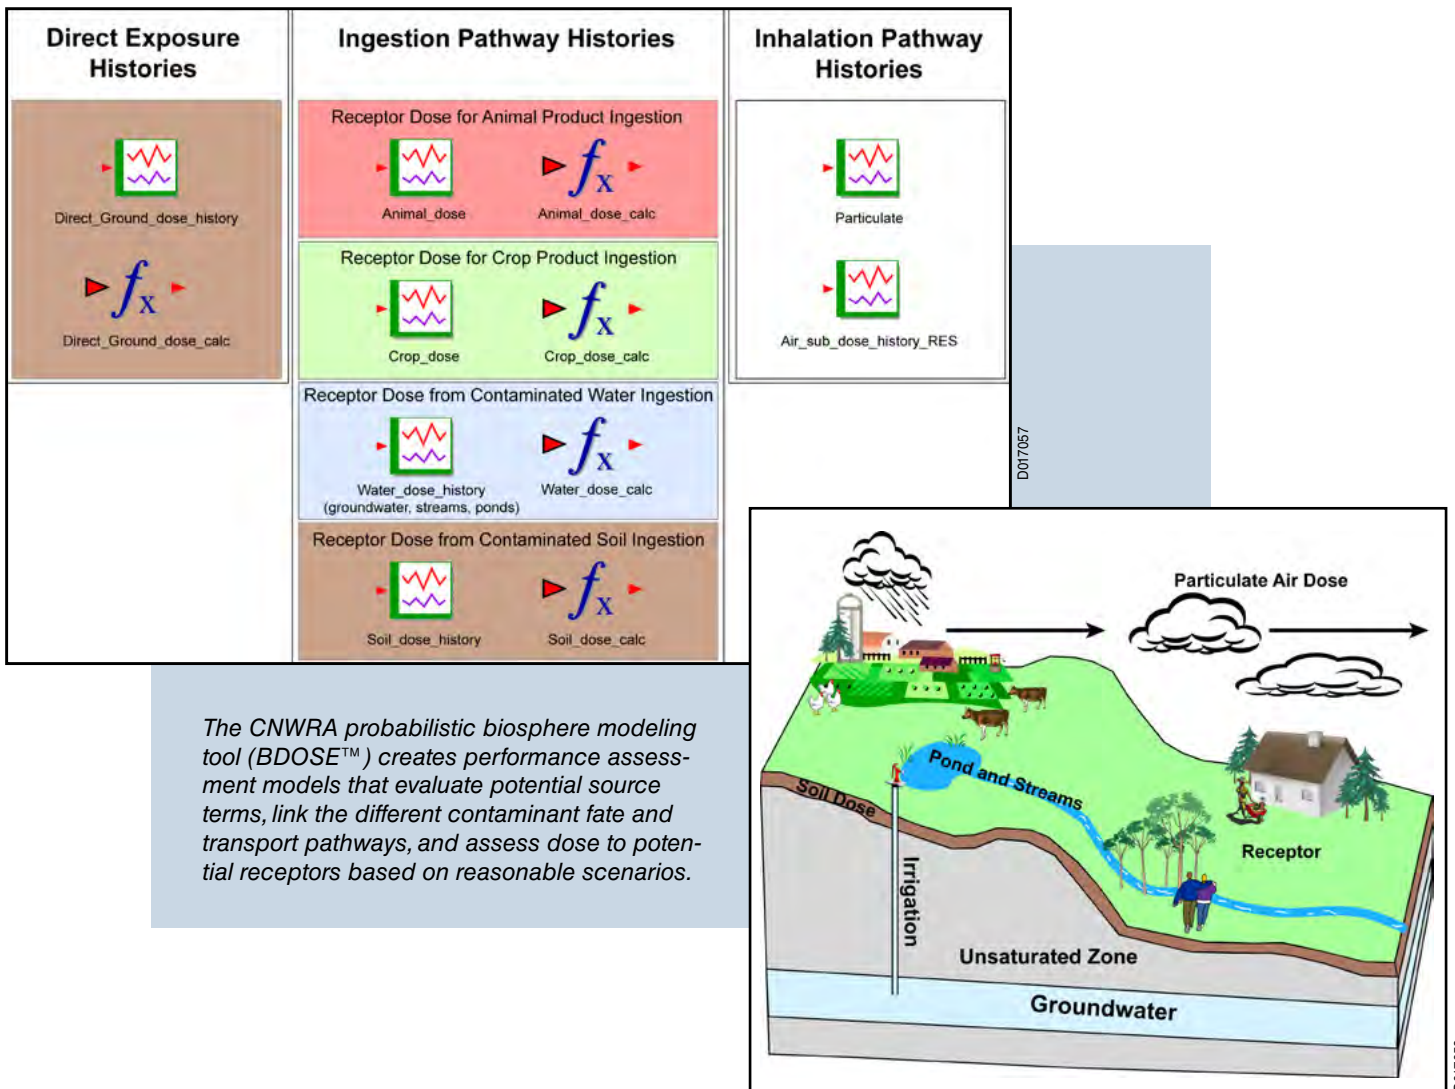 Direct Exposure
Histories
Direct_Ground_dose_history
fx
Direct_Ground_dose_calc
Ingestion Pathway Histories
Receptor Dose for Animal Product Ingestion
fx
Animal_dose Animal_dose_calc
Receptor Dose for Crop Product Ingestion
fx
Crop_dose Crop_dose_calc
Receptor Dose from Contaminated Water Ingestion
fx
Water_dose_history Water_dose_calc
(groundwater, streams, ponds)
Receptor Dose from Contaminated Soil Ingestion
fx
Soil_dose_history Soil_dose_calc
Inhalation Pathway
Histories
Particulate
Air_sub_dose_history_RES
D017057
The CNWRA probabilistic biosphere modeling
tool (BDOSE™) creates performance assess-
ment models that evaluate potential source
terms, link the different contaminant fate and
transport pathways, and assess dose to poten-
tial receptors based on reasonable scenarios.
Particulate Air Dose
Pond and Streams
Soil Dose
Receptor
Irrigation
Unsaturated Zone
Groundwater